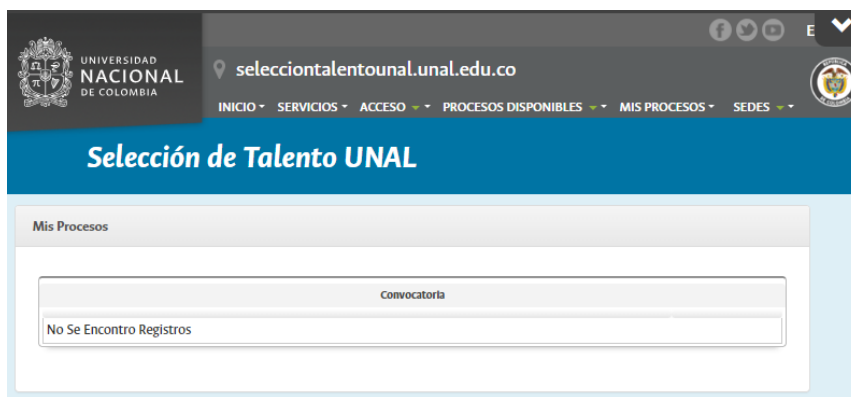 UNIVERSIDAD
NACIONAL
DE COLOMBIA
selecciontalentounal.unal.edu.co
INICIO SERVICIOS ACCESO PROCESOS DISPONIBLES MIS PROCESOS SEDES
Selección de Talento UNAL
Mis Procesos
Convocatoria
No Se Encontro Registros